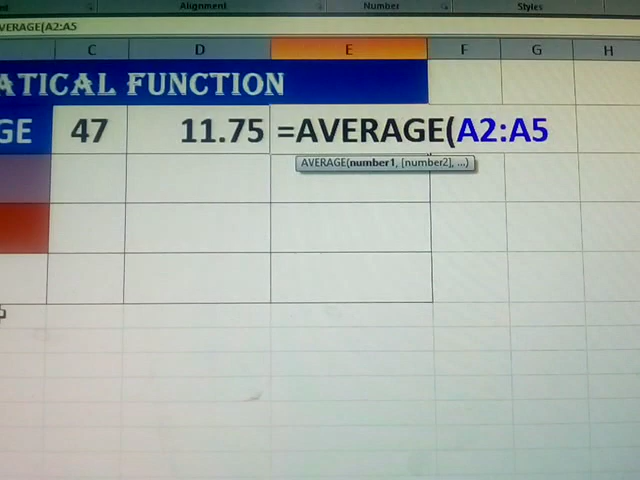 Alignment Number Styles
VERAGE(A2:A5
C D E F G H
ATICAL FUNCTION
GE 47 11.75 =AVERAGE(A2:A5
AVERAGE(number1, [number2], ...)